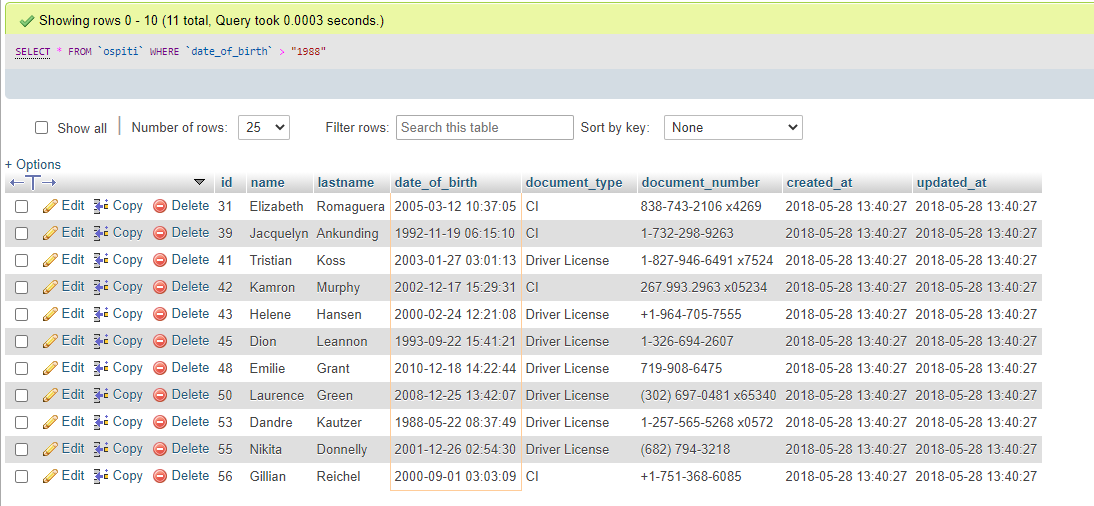 Showing rows 0 - 10 (11 total, Query took 0.0003 seconds.)
SELECT * FROM `ospiti` WHERE `date_of_birth` > "1988"
Show all | Number of rows: 25 Filter rows: Search this table Sort by key: None
+ Options
←T→ id name lastname date_of_birth document_type document_number created_at updated_at
Edit Copy Delete 31 Elizabeth Romaguera 2005-03-12 10:37:05 CI 838-743-2106 x4269 2018-05-28 13:40:27 2018-05-28 13:40:27
Edit Copy Delete 39 Jacquelyn Ankunding 1992-11-19 06:15:10 CI 1-732-298-9263 2018-05-28 13:40:27 2018-05-28 13:40:27
Edit Copy Delete 41 Tristian Koss 2003-01-27 03:01:13 Driver License 1-827-946-6491 x7524 2018-05-28 13:40:27 2018-05-28 13:40:27
Edit Copy Delete 42 Kamron Murphy 2002-12-17 15:29:31 CI 267.993.2963 x05234 2018-05-28 13:40:27 2018-05-28 13:40:27
Edit Copy Delete 43 Helene Hansen 2000-02-24 12:21:08 Driver License +1-964-705-7555 2018-05-28 13:40:27 2018-05-28 13:40:27
Edit Copy Delete 45 Dion Leannon 1993-09-22 15:41:21 Driver License 1-326-694-2607 2018-05-28 13:40:27 2018-05-28 13:40:27
Edit Copy Delete 48 Emilie Grant 2010-12-18 14:22:44 Driver License 719-908-6475 2018-05-28 13:40:27 2018-05-28 13:40:27
Edit Copy Delete 50 Laurence Green 2008-12-25 13:42:07 Driver License (302) 697-0481 x65340 2018-05-28 13:40:27 2018-05-28 13:40:27
Edit Copy Delete 53 Dandre Kautzer 1988-05-22 08:37:49 Driver License 1-257-565-5268 x0572 2018-05-28 13:40:27 2018-05-28 13:40:27
Edit Copy Delete 55 Nikita Donnelly 2001-12-26 02:54:30 Driver License (682) 794-3218 2018-05-28 13:40:27 2018-05-28 13:40:27
Edit Copy Delete 56 Gillian Reichel 2000-09-01 03:03:09 CI +1-751-368-6085 2018-05-28 13:40:27 2018-05-28 13:40:27